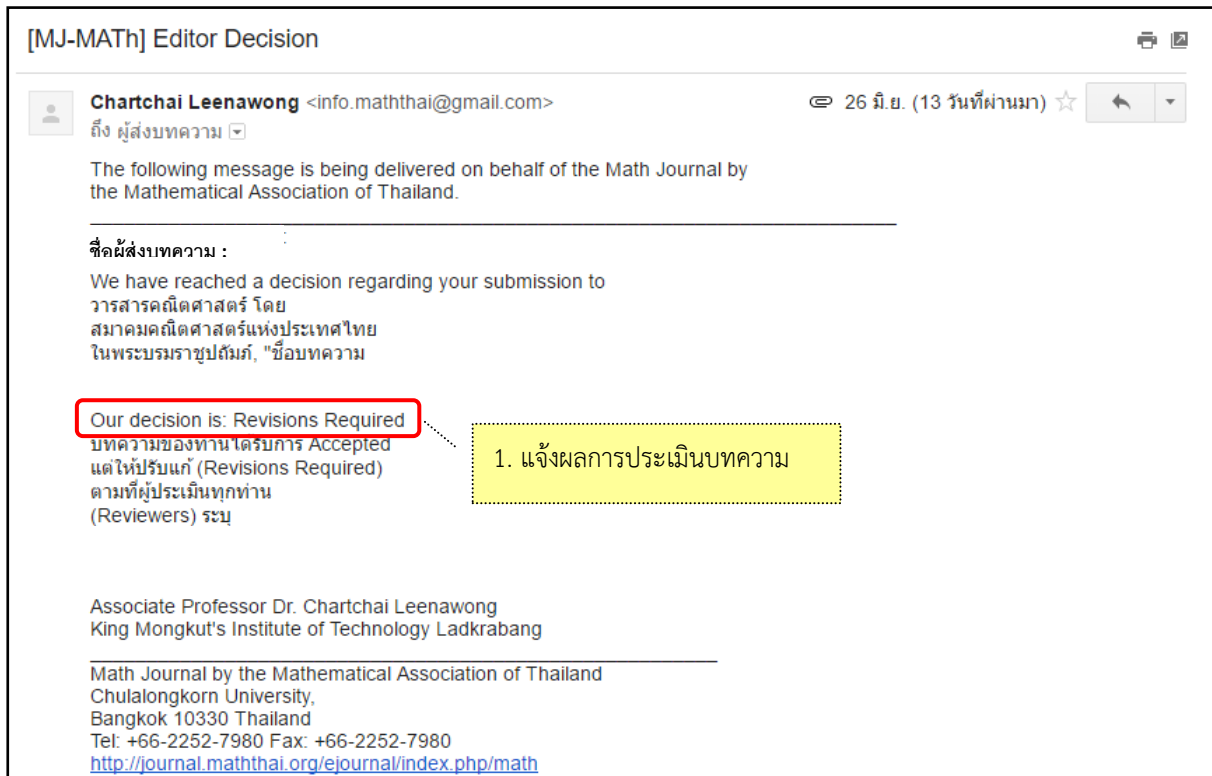 [MJ-MATh] Editor Decision
Chartchai Leenawong <info.maththai@gmail.com>
26 มิ.ย. (13 วันที่ผ่านมา)
ถึง ผู้ส่งบทความ
The following message is being delivered on behalf of the Math Journal by
the Mathematical Association of Thailand.
ชื่อผู้ส่งบทความ :
We have reached a decision regarding your submission to
วารสารคณิตศาสตร์ โดย
สมาคมคณิตศาสตร์แห่งประเทศไทย
ในพระบรมราชูปถัมภ์, "ชื่อบทความ
Our decision is: Revisions Required
บทความของท่านได้รับการ Accepted
แต่ให้ปรับแก้ (Revisions Required)
ตามที่ผู้ประเมินทุกท่าน
(Reviewers) ระบุ
1. แจ้งผลการประเมินบทความ
Associate Professor Dr. Chartchai Leenawong
King Mongkut's Institute of Technology Ladkrabang
Math Journal by the Mathematical Association of Thailand
Chulalongkorn University,
Bangkok 10330 Thailand
Tel: +66-2252-7980 Fax: +66-2252-7980
http://journal.maththai.org/ejournal/index.php/math